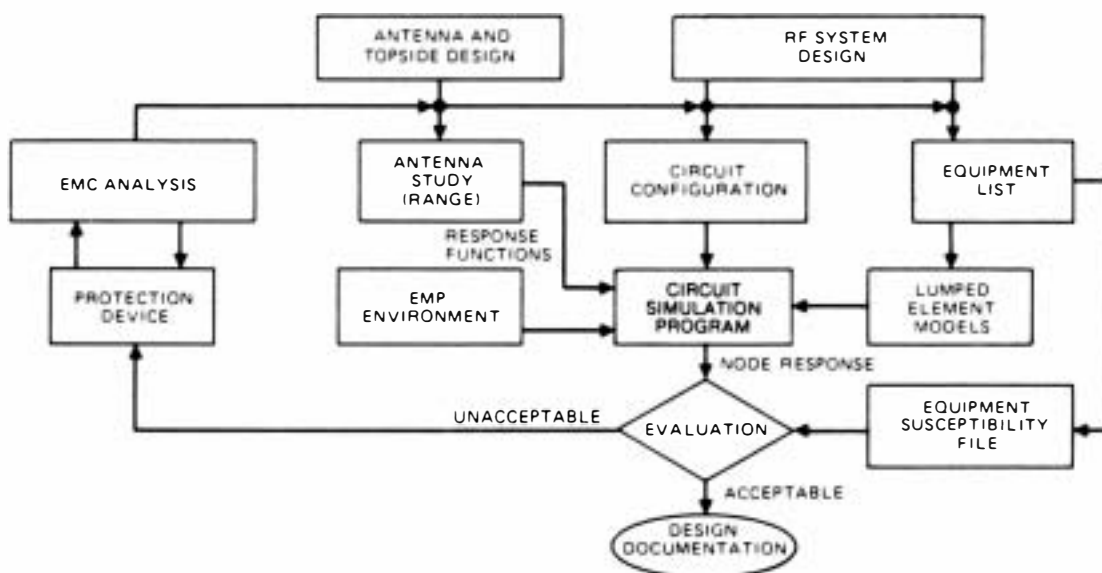 ANTENNA AND
TOPSIDE DESIGN
RF SYSTEM
DESIGN
EMC ANALYSIS
ANTENNA
STUDY
(RANGE)
CIRCUIT
CONFIGURATION
EQUIPMENT
LIST
RESPONSE
FUNCTIONS
PROTECTION
DEVICE
EMP
ENVIRONMENT
CIRCUIT
SIMULATION
PROGRAM
LUMPED
ELEMENT
MODELS
NODE RESPONSE
UNACCEPTABLE
EVALUATION
EQUIPMENT
SUSCEPTIBILITY
FILE
ACCEPTABLE
DESIGN
DOCUMENTATION